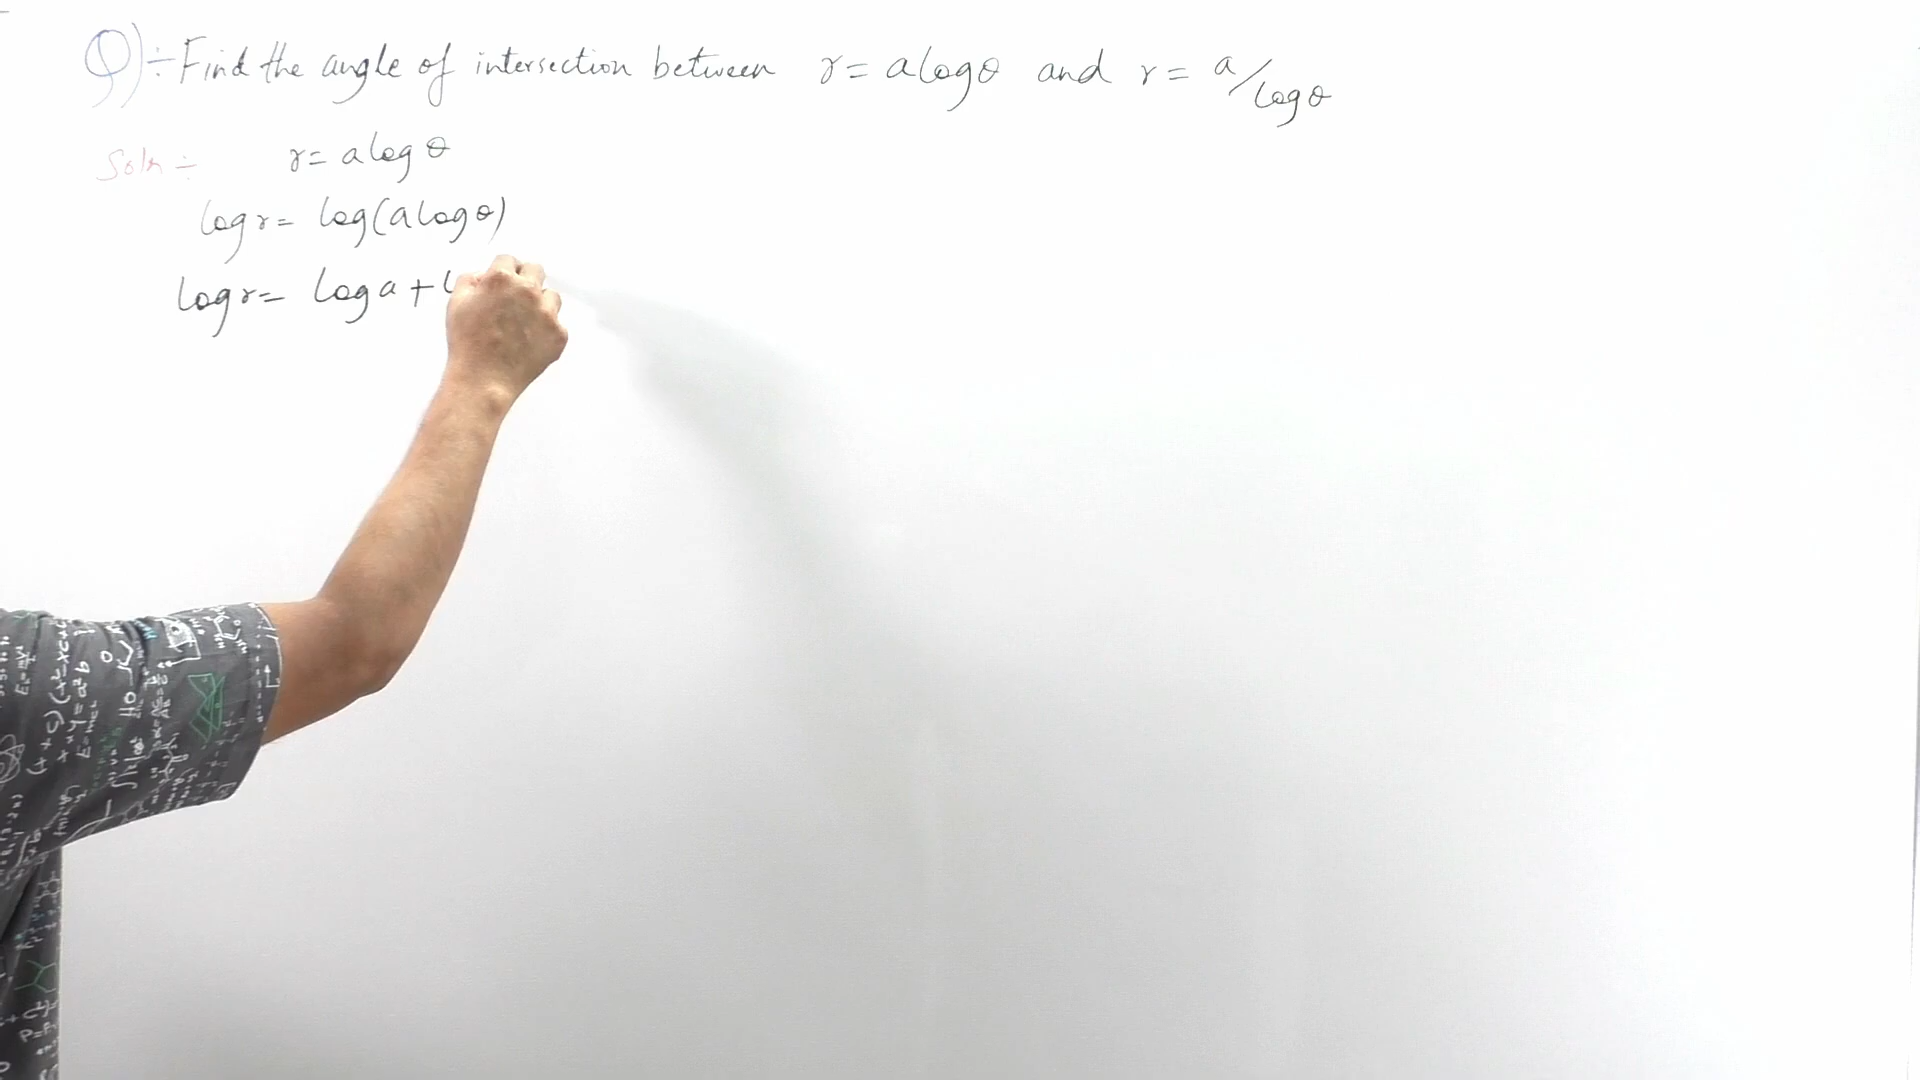 Q) ÷ Find the angle of intersection between r = a log θ and r = a/log θ
Soln ÷ r = a log θ
log r = log(a log θ)
log r = log a + l